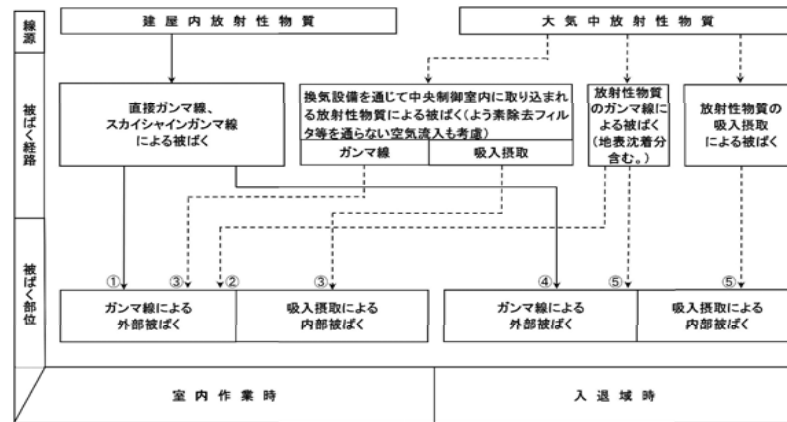 線源
建屋内放射性物質
大気中放射性物質
被ばく経路
直接ガンマ線、
スカイシャインガンマ線
による被ばく
換気設備を通じて中央制御室内に取り込まれ
る放射性物質による被ばく(よう素除去フィル
タ等を通らない空気流入も考慮)
ガンマ線
吸入摂取
放射性物質
のガンマ線に
よる被ばく
(地表沈着分
含む。)
放射性物質の
吸入摂取
による被ばく
被ばく部位
①
③
②
③
④
⑤
⑤
ガンマ線による
外部被ばく
吸入摂取による
内部被ばく
ガンマ線による
外部被ばく
吸入摂取による
内部被ばく
室内作業時
入退域時